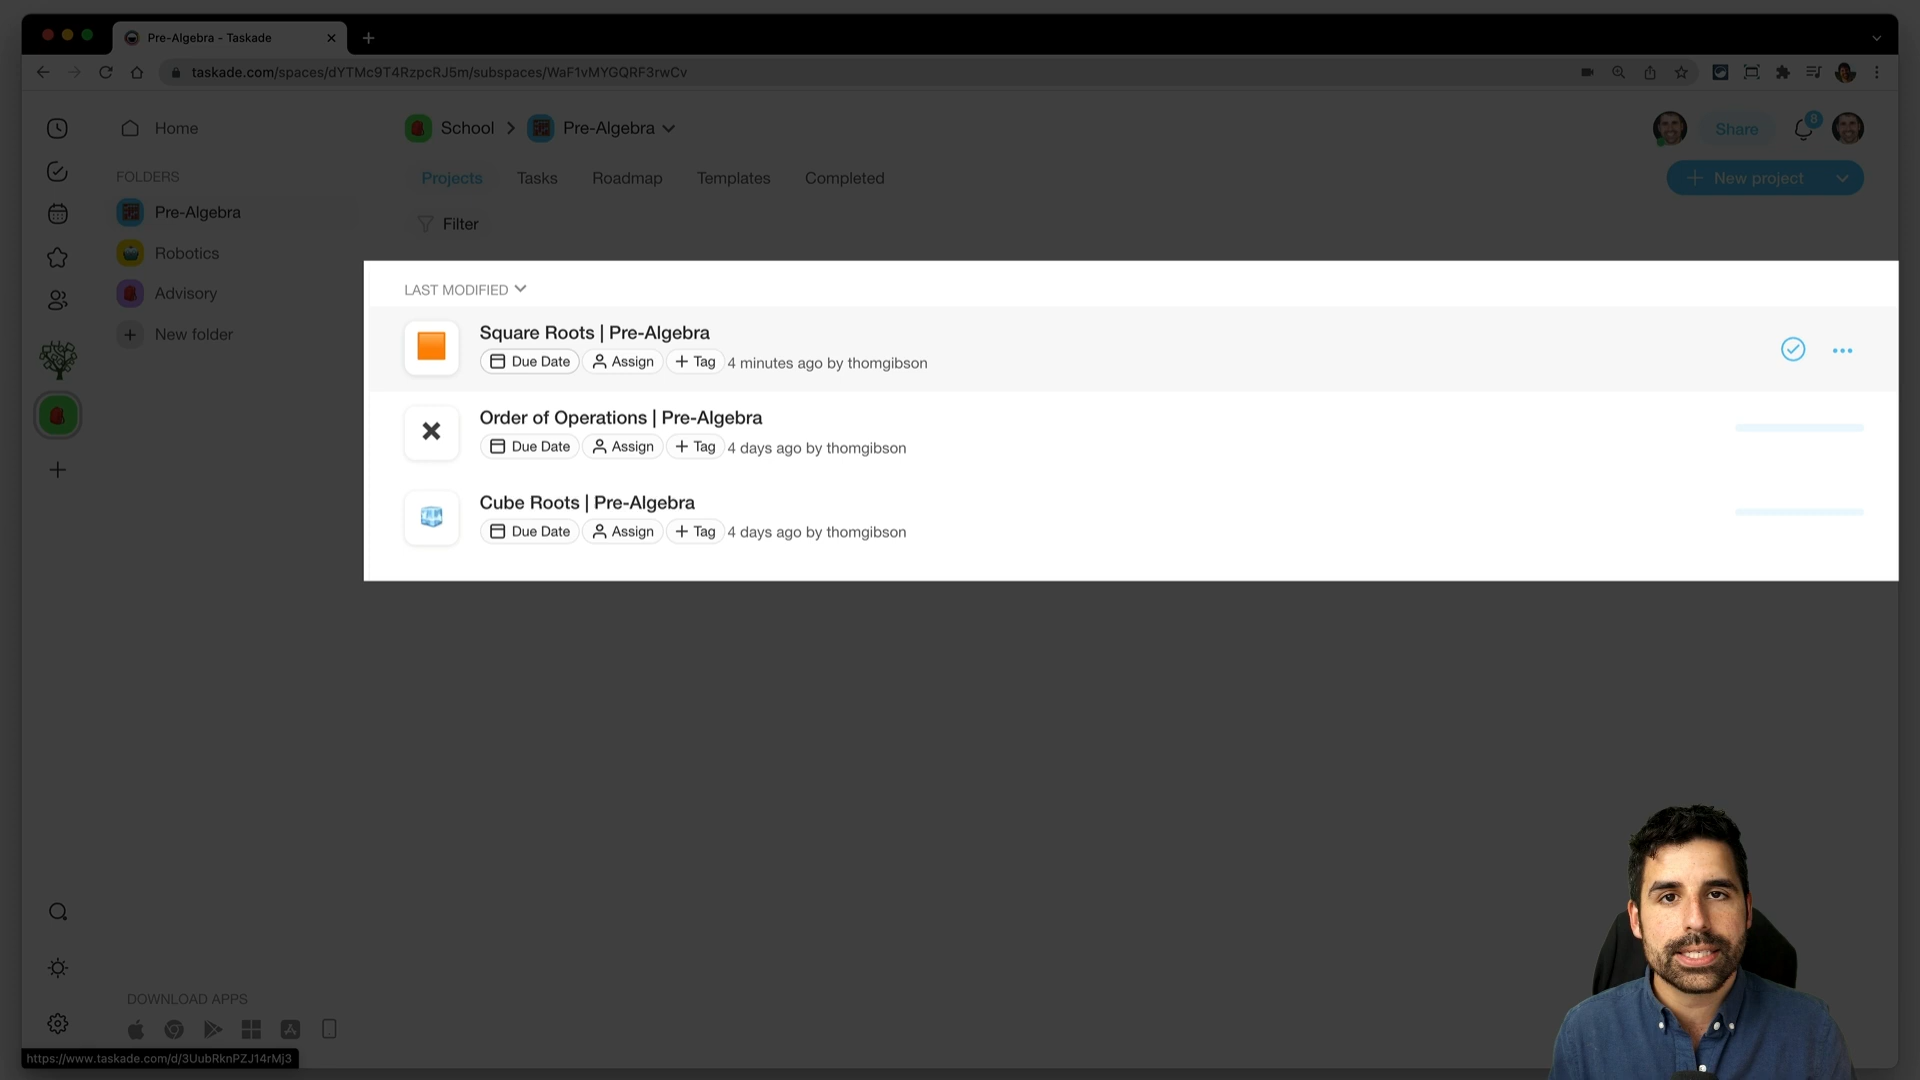 Pre-Algebra - Taskade
taskade.com/spaces/dYTMc9T4RzpcRJ5m/subspaces/WaF1vMYGQRF3rwCv
Home
School
Pre-Algebra
Share
8
FOLDERS
Projects
Tasks
Roadmap
Templates
Completed
New project
Pre-Algebra
Filter
Robotics
Advisory
New folder
LAST MODIFIED
Square Roots | Pre-Algebra
Due Date Assign + Tag 4 minutes ago by thomgibson
Order of Operations | Pre-Algebra
Due Date Assign + Tag 4 days ago by thomgibson
Cube Roots | Pre-Algebra
Due Date Assign + Tag 4 days ago by thomgibson
DOWNLOAD APPS
https://www.taskade.com/d/3UubRknPZJ14rMj3